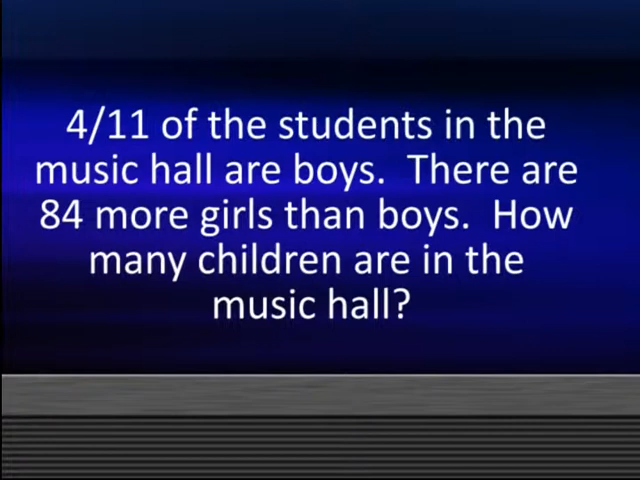 4/11 of the students in the
music hall are boys.  There are
84 more girls than boys.  How
many children are in the
music hall?